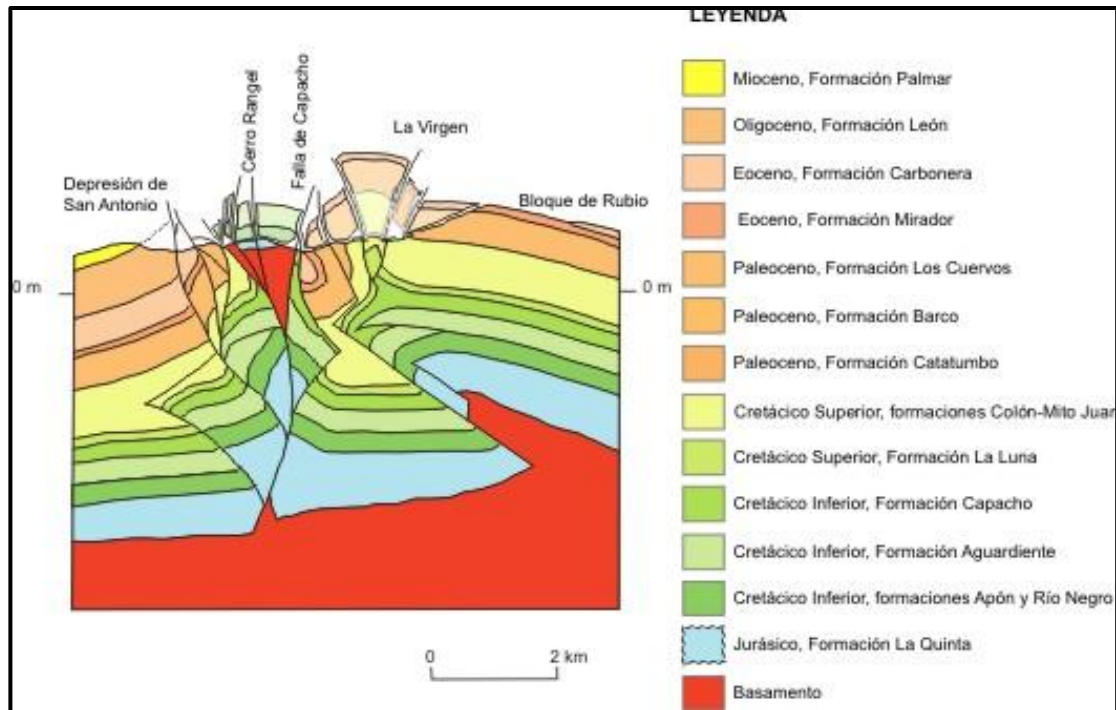 LEYENDA
Cerro Rangel
Falla de Capacho
La Virgen
Depresión de
San Antonio
Bloque de Rubio
0 m
0 m
0
2 km
Mioceno, Formación Palmar
Oligoceno, Formación León
Eoceno, Formación Carbonera
Eoceno, Formación Mirador
Paleoceno, Formación Los Cuervos
Paleoceno, Formación Barco
Paleoceno, Formación Catatumbo
Cretácico Superior, formaciones Colón-Mito Juan
Cretácico Superior, Formación La Luna
Cretácico Inferior, Formación Capacho
Cretácico Inferior, Formación Aguardiente
Cretácico Inferior, formaciones Apón y Río Negro
Jurásico, Formación La Quinta
Basamento